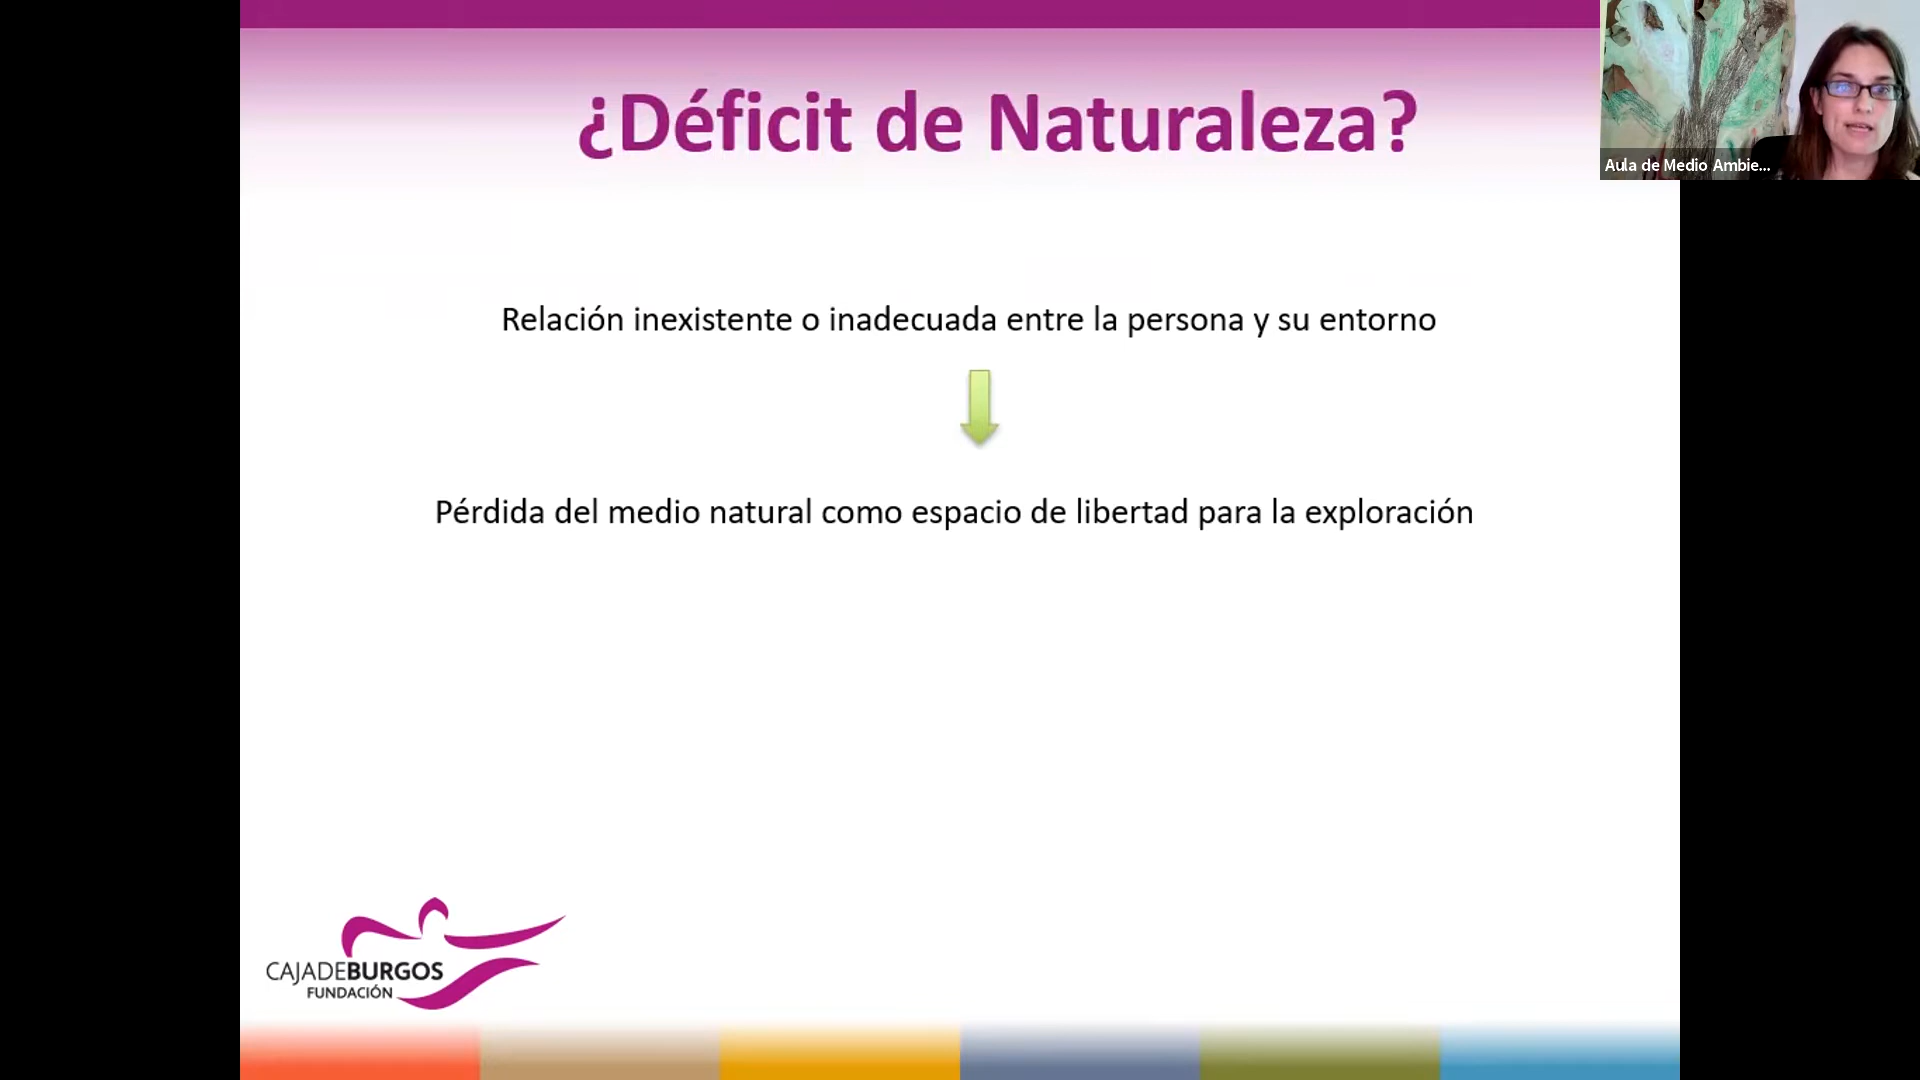 ¿Déficit de Naturaleza?
Aula de Medio Ambie...
Relación inexistente o inadecuada entre la persona y su entorno
Pérdida del medio natural como espacio de libertad para la exploración
CAJADEBURGOS
FUNDACIÓN